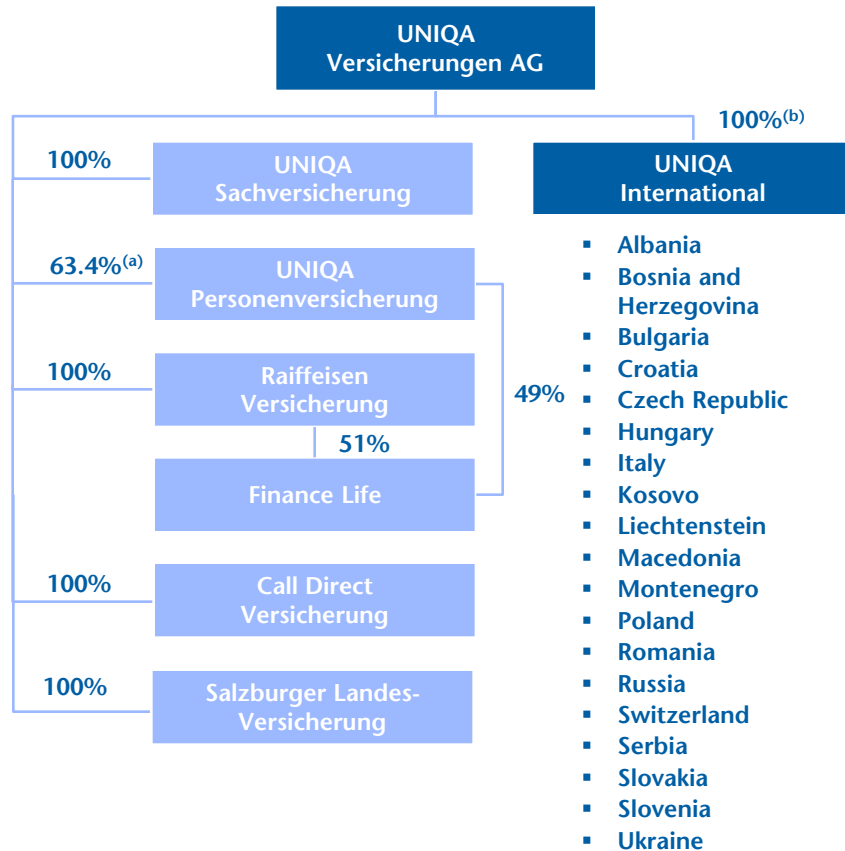 UNIQA
Versicherungen AG
100%(b)
100%
UNIQA
Sachversicherung
UNIQA
International
63.4%(a)
UNIQA
Personenversicherung
100%
Raiffeisen
Versicherung
49%
51%
Finance Life
100%
Call Direct
Versicherung
100%
Salzburger Landes-
Versicherung
▪ Albania
▪ Bosnia and
Herzegovina
▪ Bulgaria
▪ Croatia
▪ Czech Republic
▪ Hungary
▪ Italy
▪ Kosovo
▪ Liechtenstein
▪ Macedonia
▪ Montenegro
▪ Poland
▪ Romania
▪ Russia
▪ Switzerland
▪ Serbia
▪ Slovakia
▪ Slovenia
▪ Ukraine